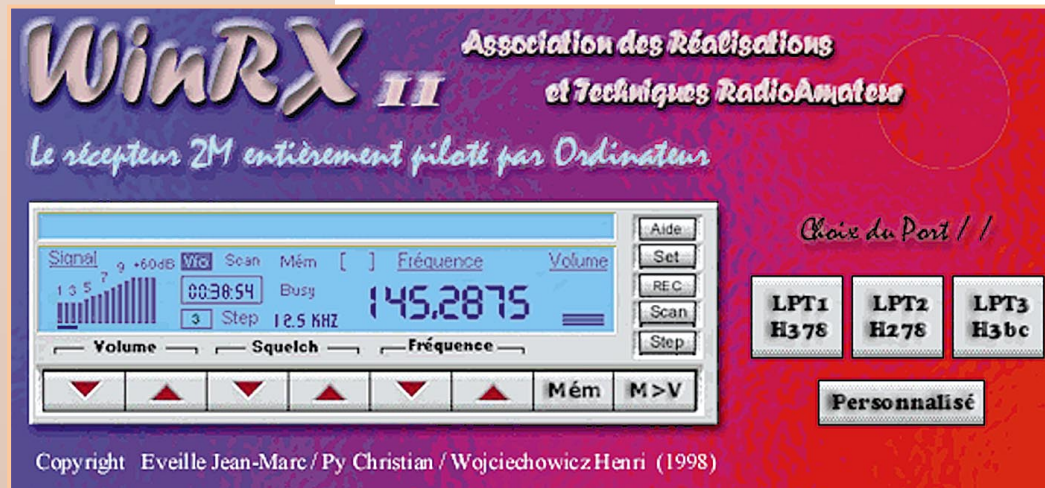 WinRX II
Association des Réalisations
et Techniques RadioAmateur
Le récepteur 2M entièrement piloté par Ordinateur
Signal
1 3 5 7 9 +60dB
Vfo Scan Mém [ ] Fréquence Volume
00:38:54 Busy
145,2875
3 Step 12.5 KHZ
Aide
Set
REC
Scan
Step
Volume Squelch Fréquence
Mém M>V
Choix du Port / /
LPT1 H378
LPT2 H278
LPT3 H3bc
Personnalisé
Copyright Eveille Jean-Marc / Py Christian / Wojciechowicz Henri (1998)